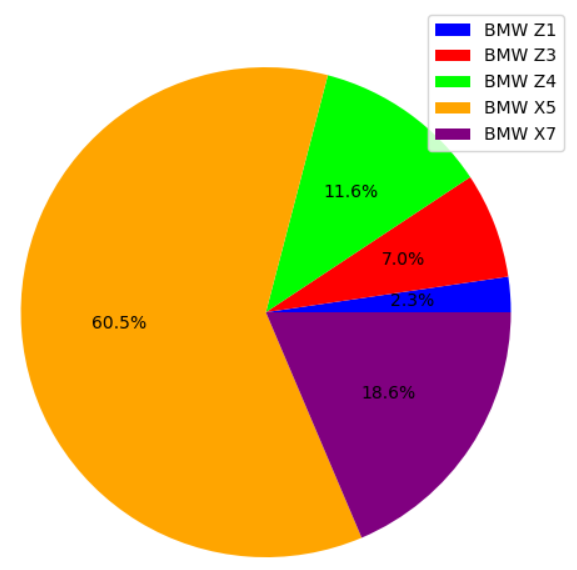 BMW Z1
BMW Z3
BMW Z4
BMW X5
BMW X7
11.6%
7.0%
2.3%
60.5%
18.6%